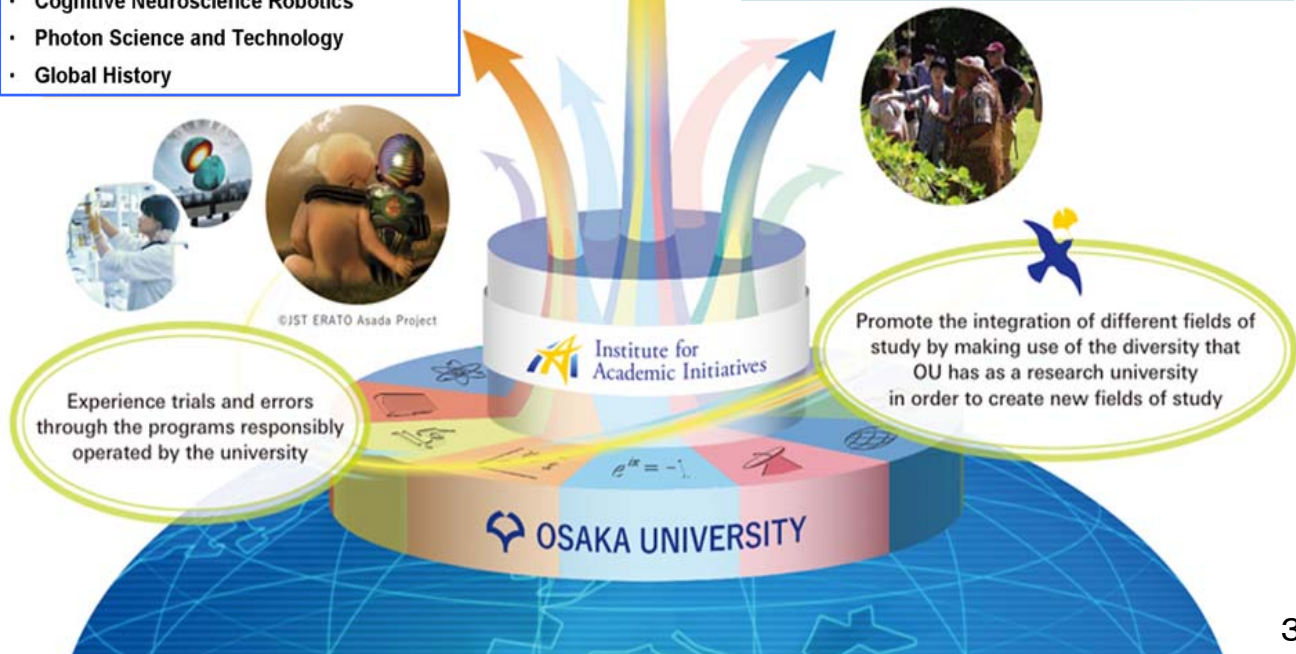 · Cognitive Neuroscience Robotics
· Photon Science and Technology
· Global History
©JST ERATO Asada Project
Institute for
Academic Initiatives
Promote the integration of different fields of
study by making use of the diversity that
OU has as a research university
in order to create new fields of study
Experience trials and errors
through the programs responsibly
operated by the university
OSAKA UNIVERSITY
3